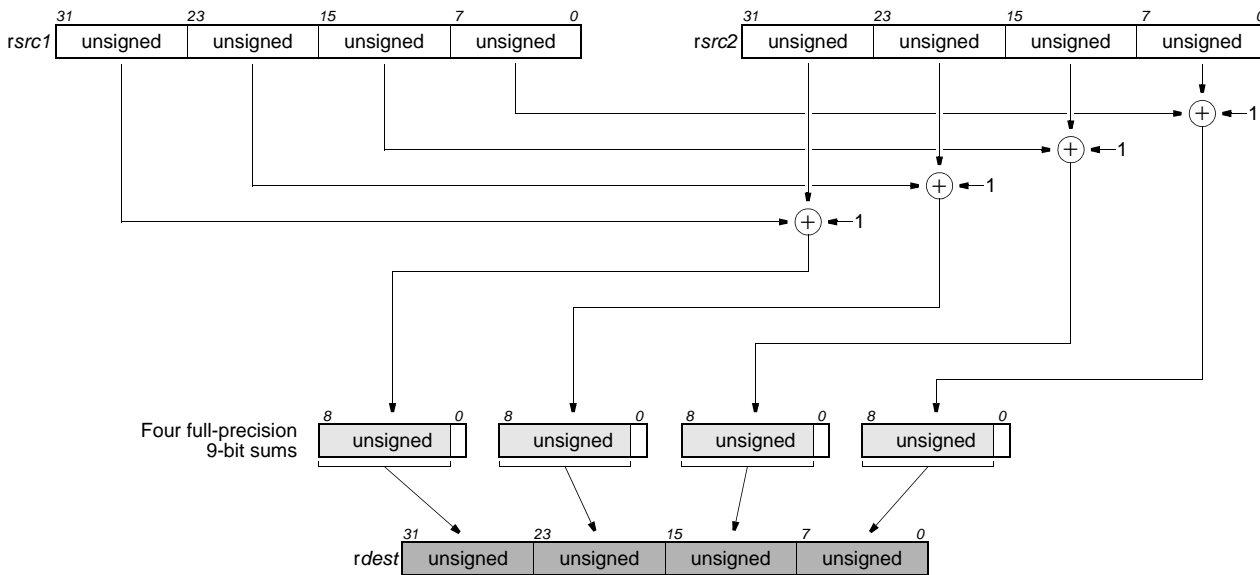 31 23 15 7 0 31 23 15 7 0
rsrc1 unsigned unsigned unsigned unsigned rsrc2 unsigned unsigned unsigned unsigned
+ 1
+ 1
+ 1
+ 1
8 0 8 0 8 0 8 0
Four full-precision
9-bit sums
unsigned unsigned unsigned unsigned
31 23 15 7 0
rdest unsigned unsigned unsigned unsigned